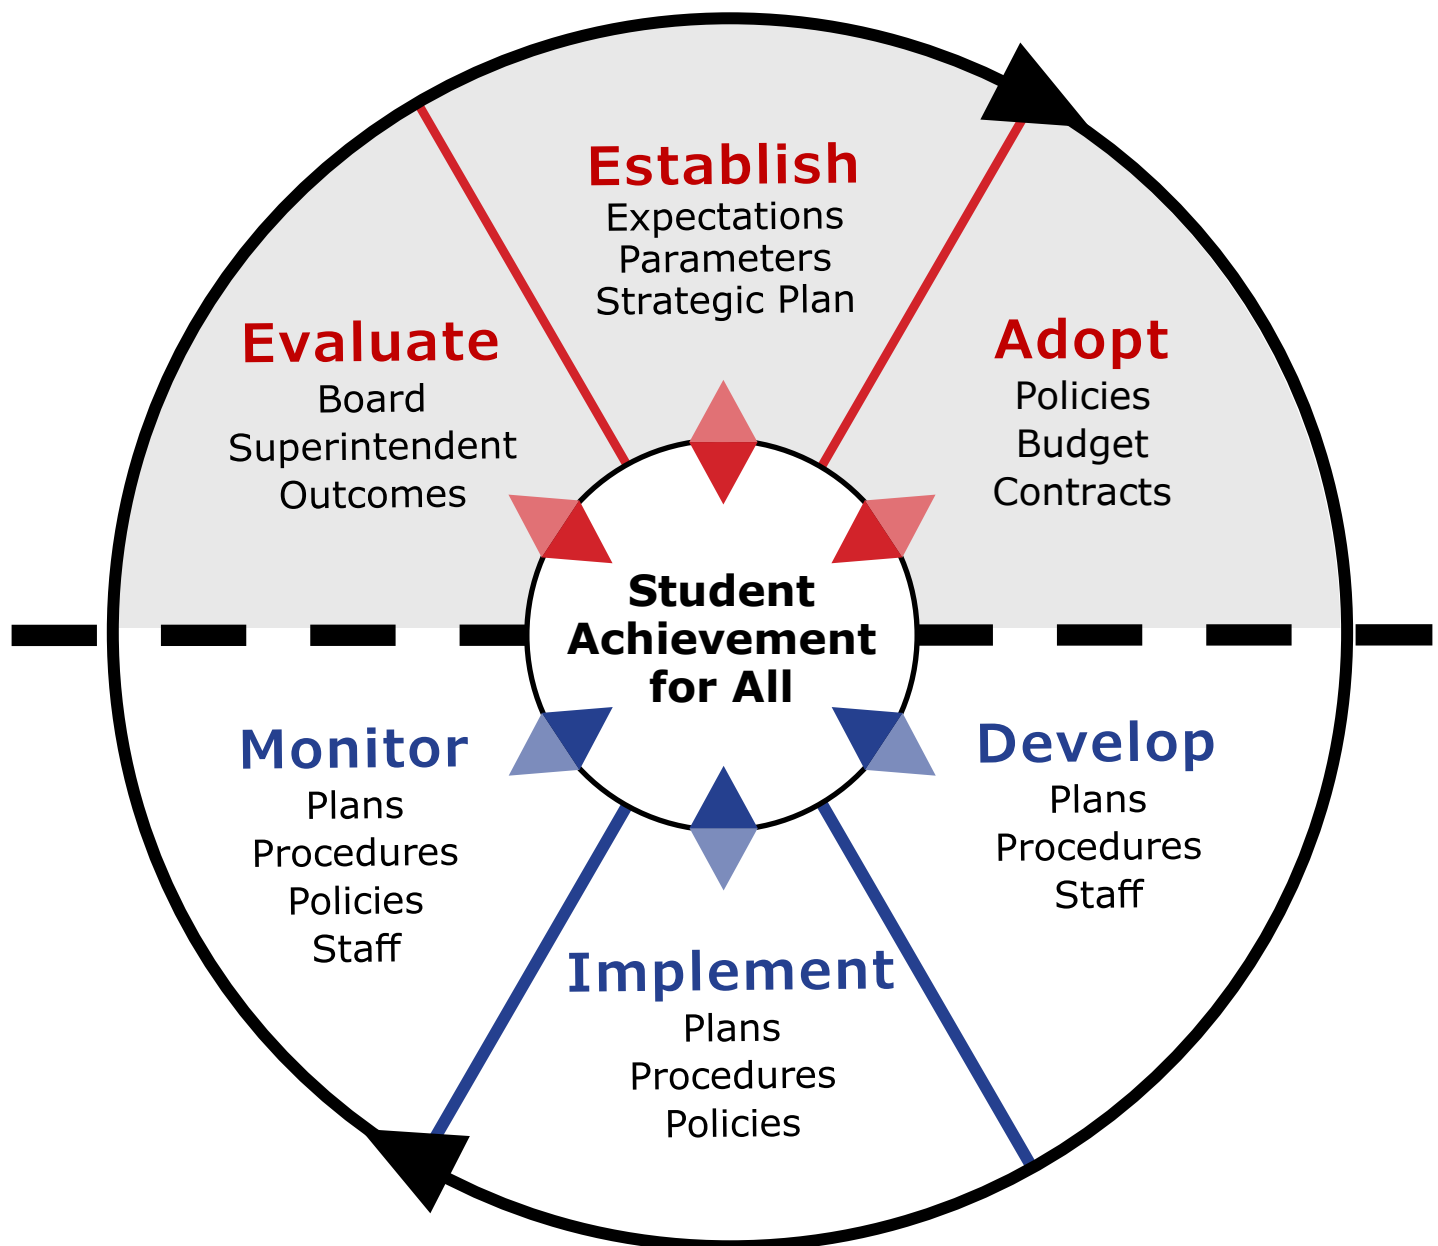 Establish
Expectations
Parameters
Strategic Plan
Adopt
Policies
Budget
Contracts
Develop
Plans
Procedures
Staff
Implement
Plans
Procedures
Policies
Monitor
Plans
Procedures
Policies
Staff
Evaluate
Board
Superintendent
Outcomes
Student
Achievement
for All